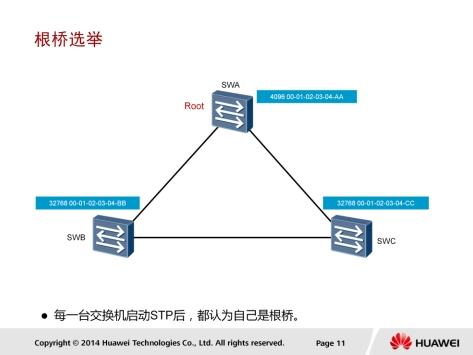 根桥选举
SWA
Root
4096 00-01-02-03-04-AA
32768 00-01-02-03-04-BB
32768 00-01-02-03-04-CC
SWB
SWC
● 每一台交换机启动STP后，都认为自己是根桥。
Copyright © 2014 Huawei Technologies Co., Ltd. All rights reserved.
Page 11
HUAWEI